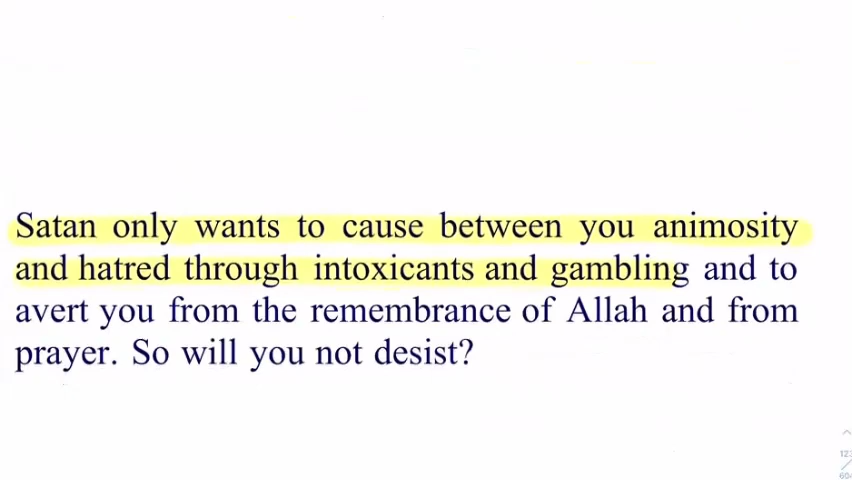 Satan only wants to cause between you animosity
and hatred through intoxicants and gambling and to
avert you from the remembrance of Allah and from
prayer. So will you not desist?